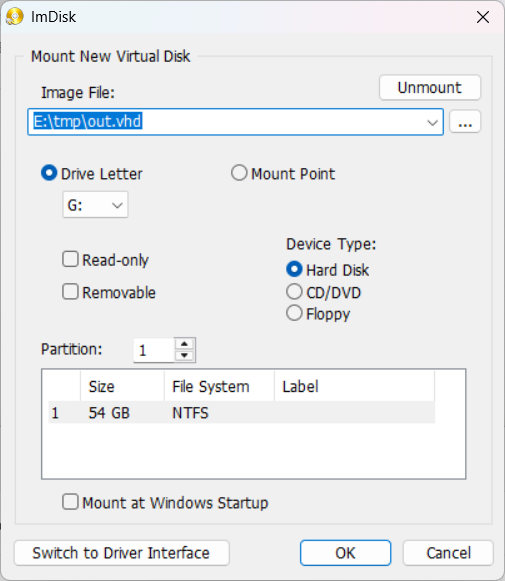 ImDisk
Mount New Virtual Disk
Image File:
Unmount
E:\tmp\out.vhd
...
Drive Letter
Mount Point
G:
Device Type:
Read-only
Hard Disk
Removable
CD/DVD
Floppy
Partition:
1
Size File System Label
1 54 GB NTFS
Mount at Windows Startup
Switch to Driver Interface
OK
Cancel